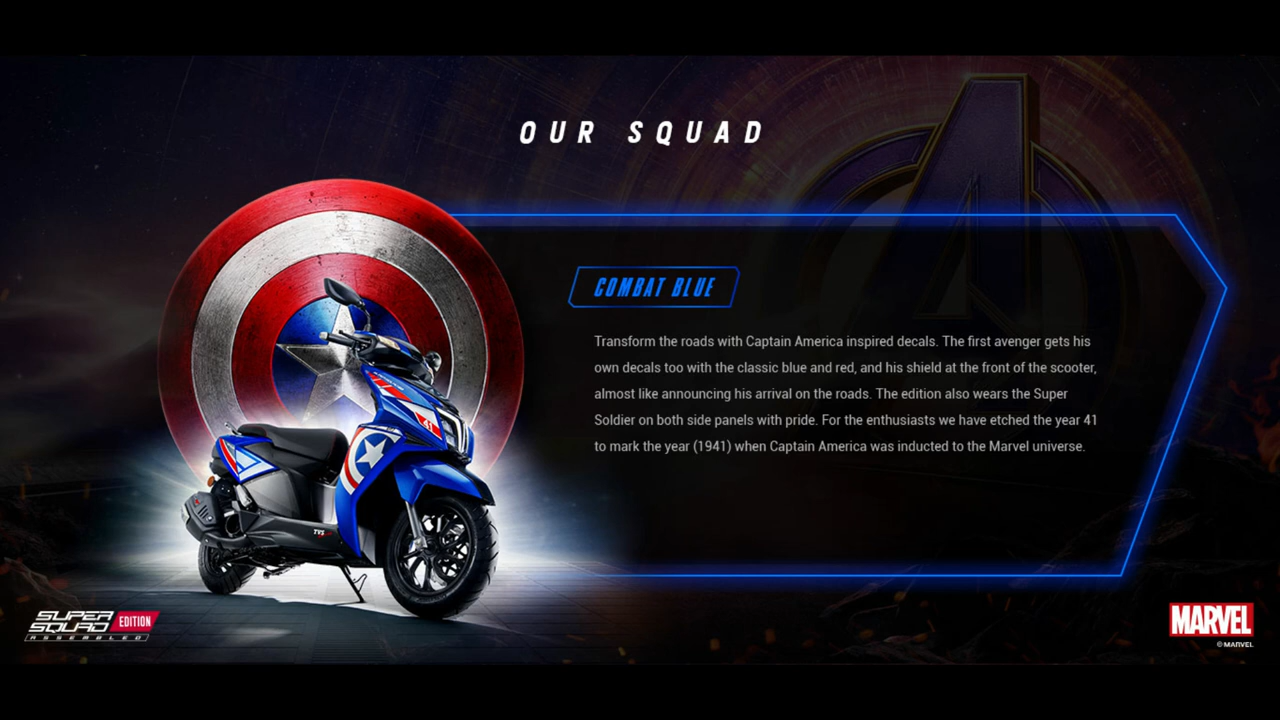 OUR SQUAD
COMBAT BLUE
Transform the roads with Captain America inspired decals. The first avenger gets his
own decals too with the classic blue and red, and his shield at the front of the scooter,
almost like announcing his arrival on the roads. The edition also wears the Super
Soldier on both side panels with pride. For the enthusiasts we have etched the year 41
to mark the year (1941) when Captain America was inducted to the Marvel universe.
41
TVS
SUPER
SQUAD EDITION
ASSEMBLED
MARVEL
© MARVEL